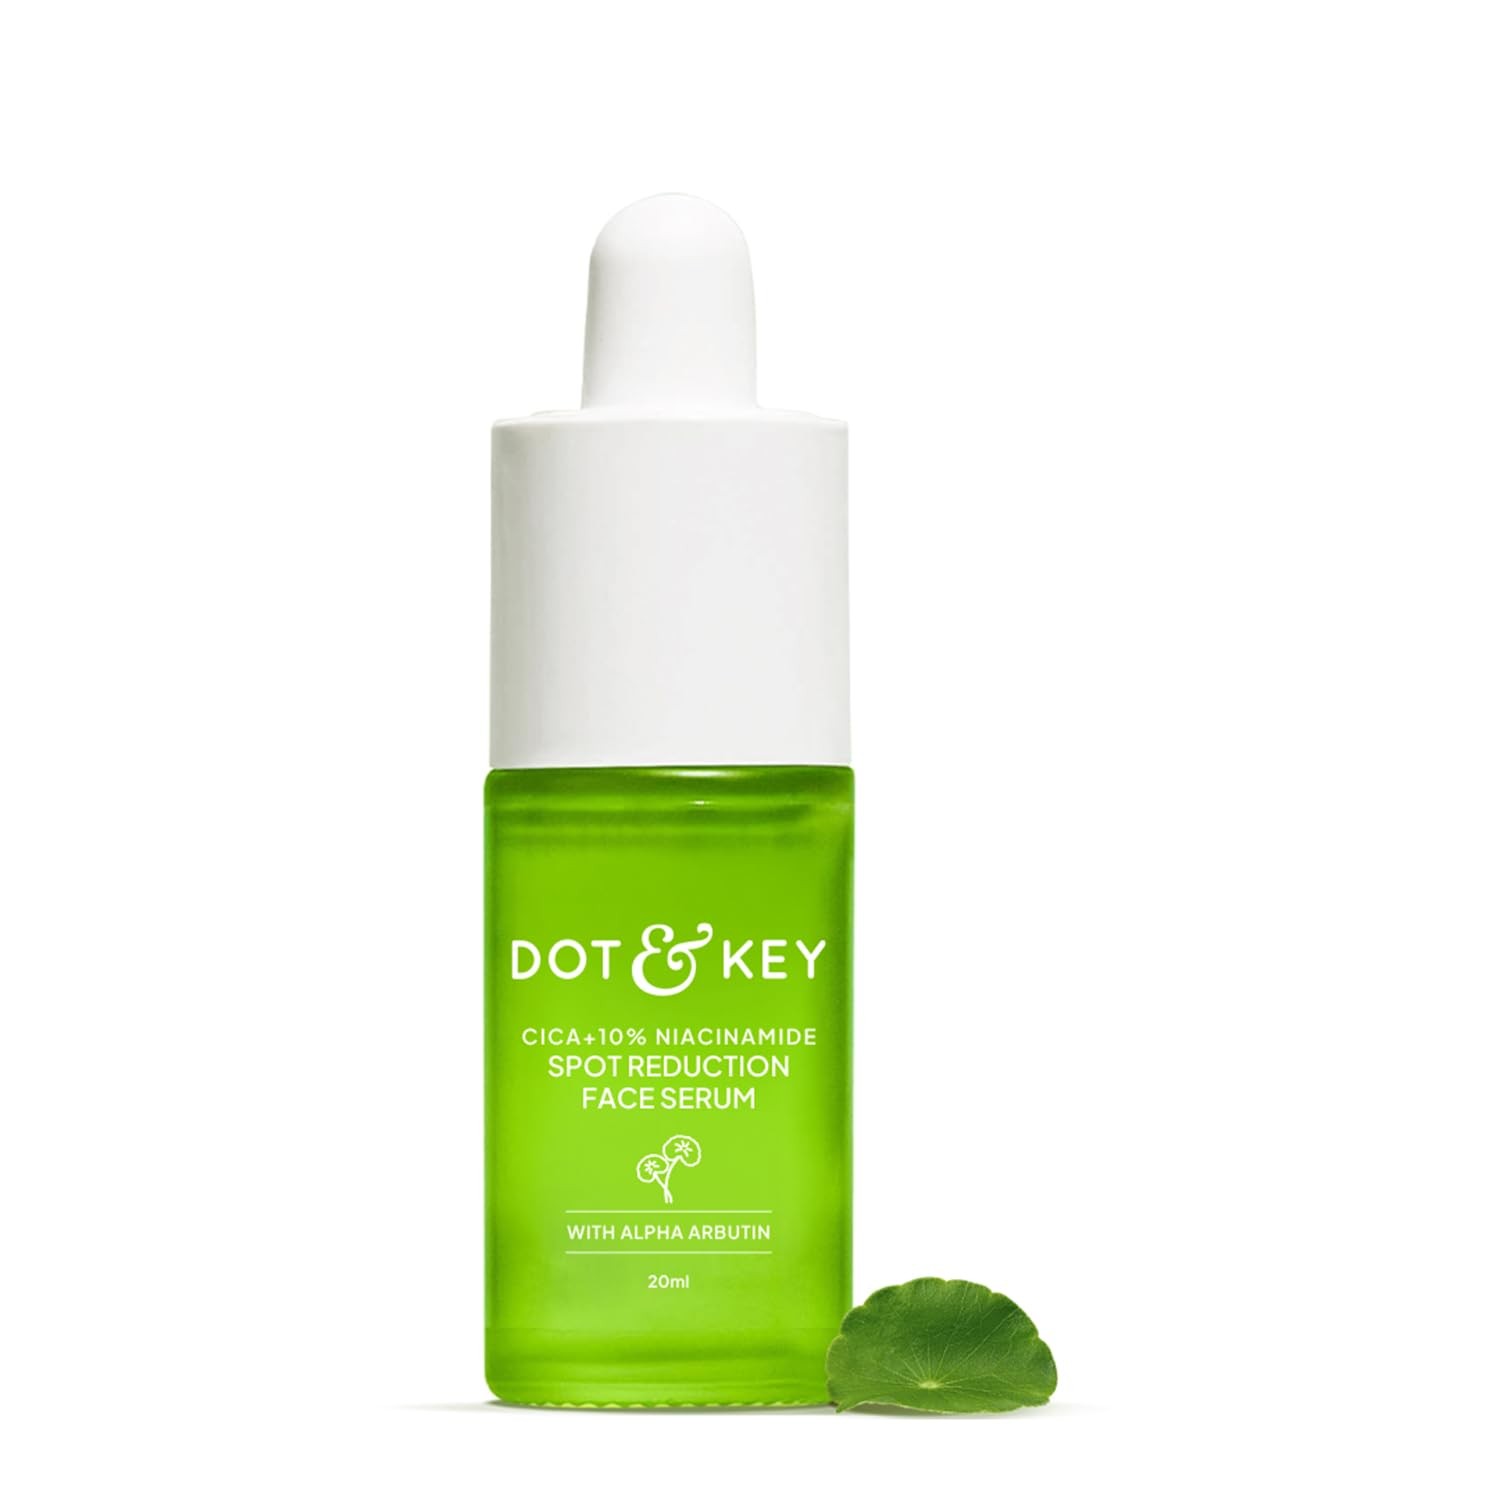 DOT & KEY
CICA+10% NIACINAMIDE
SPOT REDUCTION
FACE SERUM
WITH ALPHA ARBUTIN
20ml